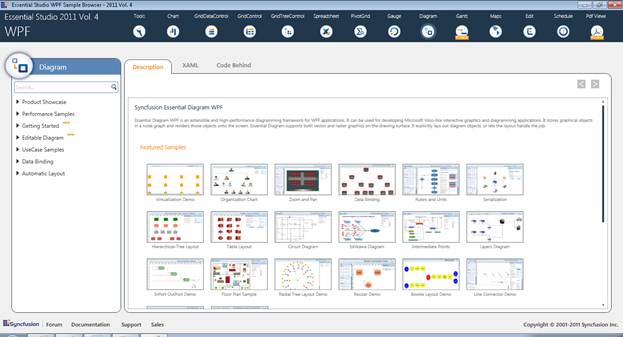 Essential Studio WPF Sample Browser - 2011 Vol. 4
Essential Studio 2011 Vol. 4
WPF
Tools Chart GridDataControl GridControl GridTreeControl Spreadsheet PivotGrid Gauge Diagram Gantt Maps Edit Schedule Pdf Viewer
Diagram
Search...
Product Showcase
Performance Samples
Getting Started
Editable Diagram
UseCase Samples
Data Binding
Automatic Layout
Description XAML Code Behind
Syncfusion Essential Diagram WPF
Essential Diagram WPF is an extensible and high-performance diagramming framework for WPF applications. It can be used for developing Microsoft Visio-like interactive graphics and diagramming applications. It stores graphical objects
in a node graph and renders those objects onto the screen. Essential Diagram supports both vector and raster graphics on the drawing surface. It explicitly lays out diagram objects, or lets the layout handle the job.
Featured Samples
Virtualization Demo Organization Chart Zoom and Pan Data Binding Rulers and Units Serialization
Hierarchical-Tree Layout Table Layout Circuit Diagram Ishikawa Diagram Intermediate Points Layers Diagram
InPort OutPort Demo Floor Plan Sample Radial Tree Layout Demo Resizer Demo Bowtie Layout Demo Line Connector Demo
Syncfusion Forum Documentation Support Sales
Copyright © 2001-2011 Syncfusion Inc.